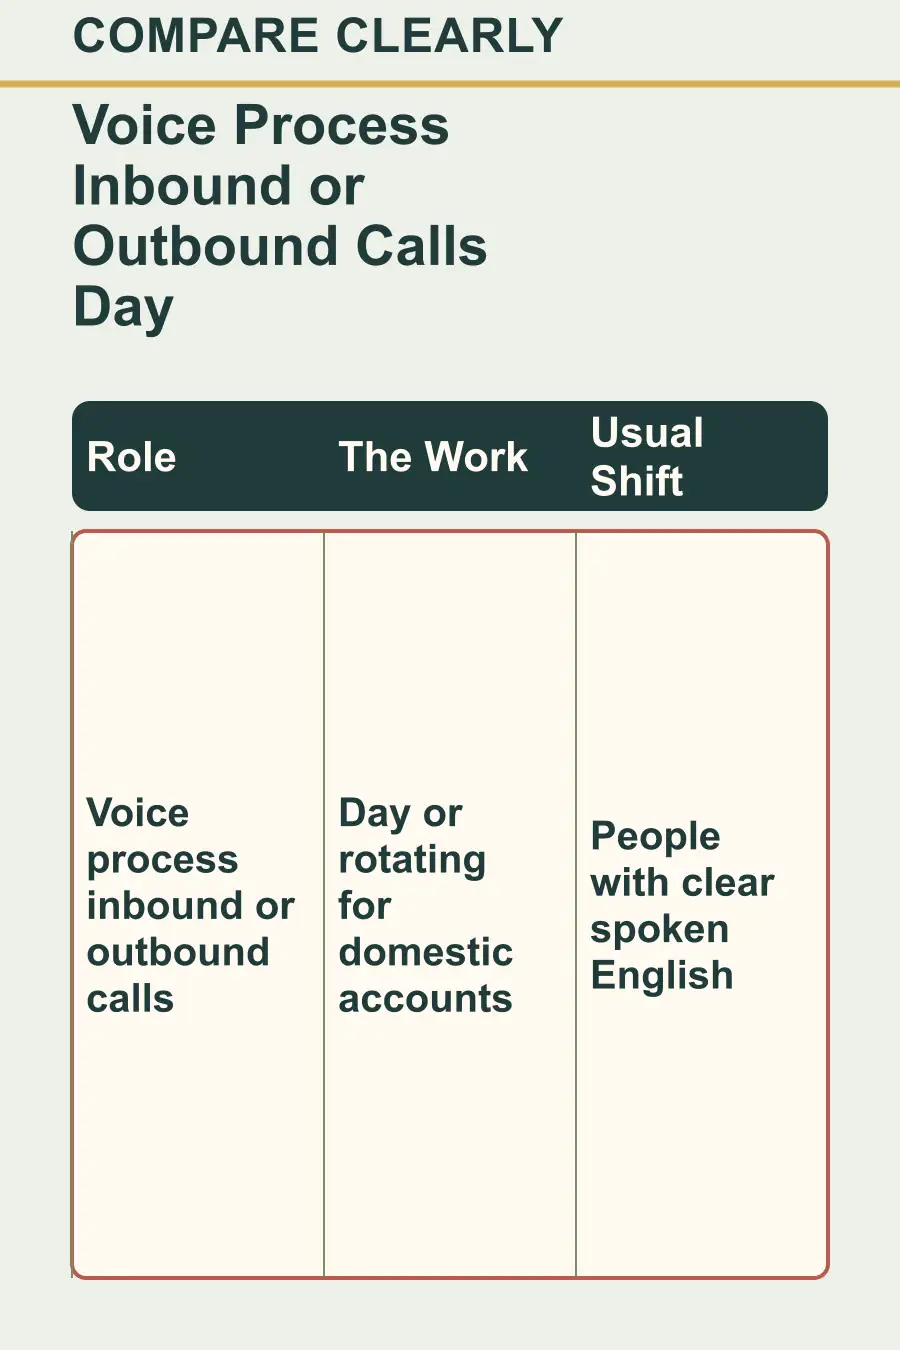 COMPARE CLEARLY
Voice Process
Inbound or
Outbound Calls
Day
Role
The Work
Usual
Shift
Voice
process
inbound or
outbound
calls
Day or
rotating
for
domestic
accounts
People
with clear
spoken
English